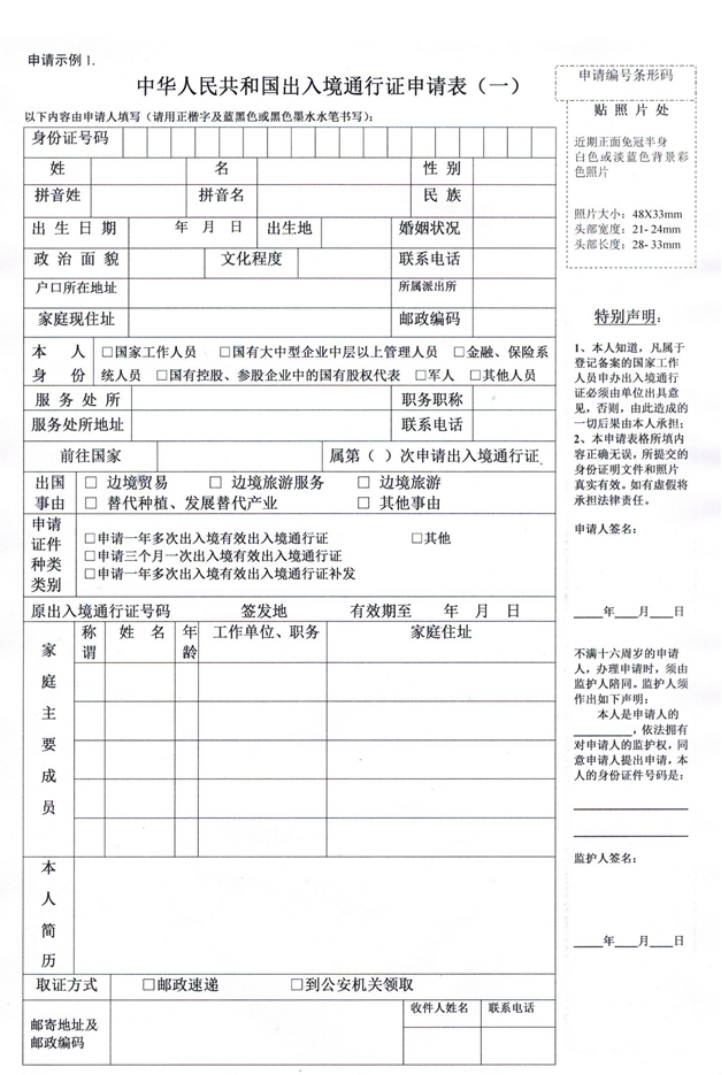 申请示例 1.
中华人民共和国出入境通行证申请表（一）
以下内容由申请人填写（请用正楷字及蓝黑色或黑色墨水水笔书写）：
身份证号码
姓 名 性 别
拼音姓 拼音名 民 族
出 生 日 期 年 月 日 出生地 婚姻状况
政 治 面 貌 文化程度 联系电话
户口所在地址 所属派出所
家庭现住址 邮政编码
本 人 □国家工作人员 □国有大中型企业中层以上管理人员 □金融、保险系
身 份 统人员 □国有控股、参股企业中的国有股权代表 □军人 □其他人员
服 务 处 所 职务职称
服务处所地址 联系电话
前往国家 属第（ ）次申请出入境通行证
出国 □ 边境贸易 □ 边境旅游服务 □ 边境旅游
事由 □ 替代种植、发展替代产业 □ 其他事由
申请
证件
种类
类别
□申请一年多次出入境有效出入境通行证 □其他
□申请三个月一次出入境有效出入境通行证
□申请一年多次出入境有效出入境通行证补发
原出入境通行证号码 签发地 有效期至 年 月 日
家
庭
主
要
成
员
称谓 姓 名 年龄 工作单位、职务 家庭住址
本
人
简
历
取证方式 □邮政速递 □到公安机关领取
邮寄地址及
邮政编码
收件人姓名 联系电话
申请编号条形码
贴 照 片 处
近期正面免冠半身
白色或淡蓝色背景彩
色照片
照片大小：48X33mm
头部宽度：21- 24mm
头部长度：28- 33mm
特别声明：
1、本人知道，凡属于
登记备案的国家工作
人员申办出入境通行
证必须由单位出具意
见，否则，由此造成的
一切后果由本人承担；
2、本申请表格所填内
容正确无误，所提交的
身份证明文件和照片
真实有效。如有虚假将
承担法律责任。
申请人签名：
___年___月___日
不满十六周岁的申请
人，办理申请时，须由
监护人陪同。监护人须
作出如下声明：
本人是申请人的
________，依法拥有
对申请人的监护权，同
意申请人提出申请，本
人的身份证件号码是：
监护人签名：
___年___月___日